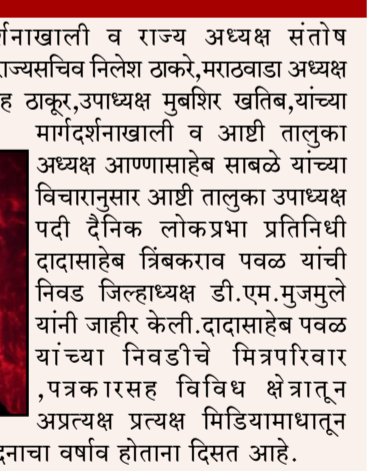 र्शनाखाली व राज्य अध्यक्ष संतोष
राज्यसचिव निलेश ठाकरे,मराठवाडा अध्यक्ष
ह ठाकूर,उपाध्यक्ष मुबशिर खतिब,यांच्या
मार्गदर्शनाखाली व आष्टी तालुका
अध्यक्ष आण्णासाहेब साबळे यांच्या
विचारानुसार आष्टी तालुका उपाध्यक्ष
पदी दैनिक लोकप्रभा प्रतिनिधी
दादासाहेब त्रिंबकराव पवळ यांची
निवड जिल्हाध्यक्ष डी.एम.मुजमुले
यांनी जाहीर केली.दादासाहेब पवळ
यांच्या निवडीचे मित्रपरिवार
,पत्रकारसह विविध क्षेत्रातून
अप्रत्यक्ष प्रत्यक्ष मिडियामाधातून
दनाचा वर्षाव होताना दिसत आहे.